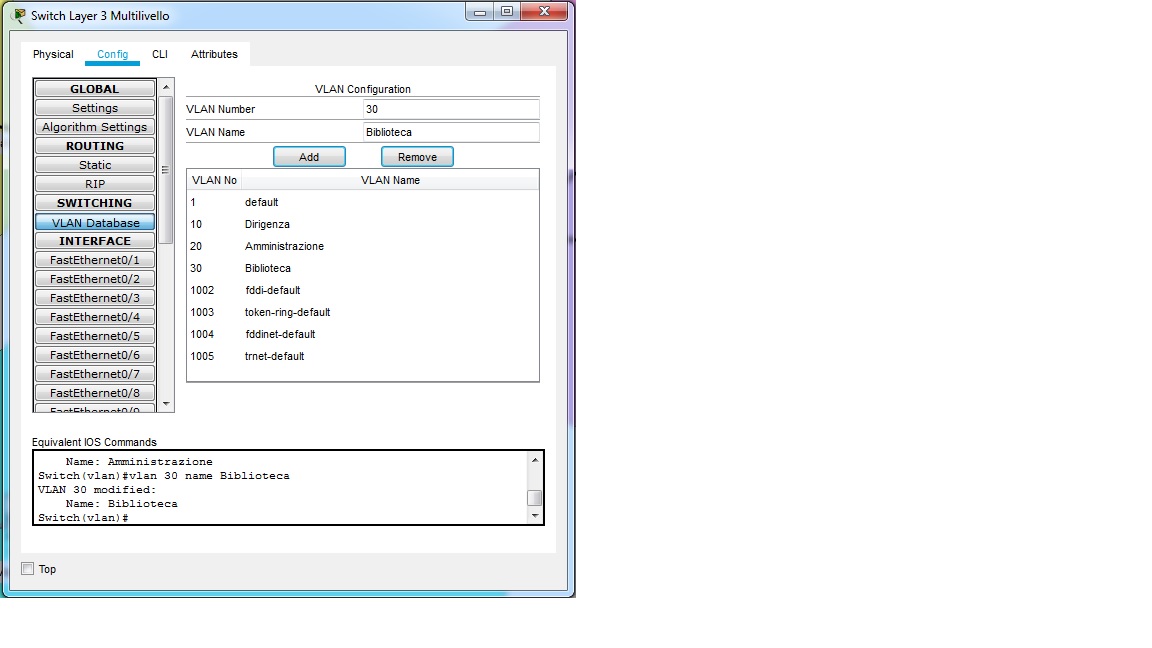 Switch Layer 3 Multilivello
Physical Config CLI Attributes
GLOBAL
Settings
Algorithm Settings
ROUTING
Static
RIP
SWITCHING
VLAN Database
INTERFACE
FastEthernet0/1
FastEthernet0/2
FastEthernet0/3
FastEthernet0/4
FastEthernet0/5
FastEthernet0/6
FastEthernet0/7
FastEthernet0/8
FastEthernet0/9
VLAN Configuration
VLAN Number 30
VLAN Name Biblioteca
Add Remove
VLAN No VLAN Name
1 default
10 Dirigenza
20 Amministrazione
30 Biblioteca
1002 fddi-default
1003 token-ring-default
1004 fddinet-default
1005 trnet-default
Equivalent IOS Commands
Name: Amministrazione
Switch(vlan)#vlan 30 name Biblioteca
VLAN 30 modified:
Name: Biblioteca
Switch(vlan)#
Top